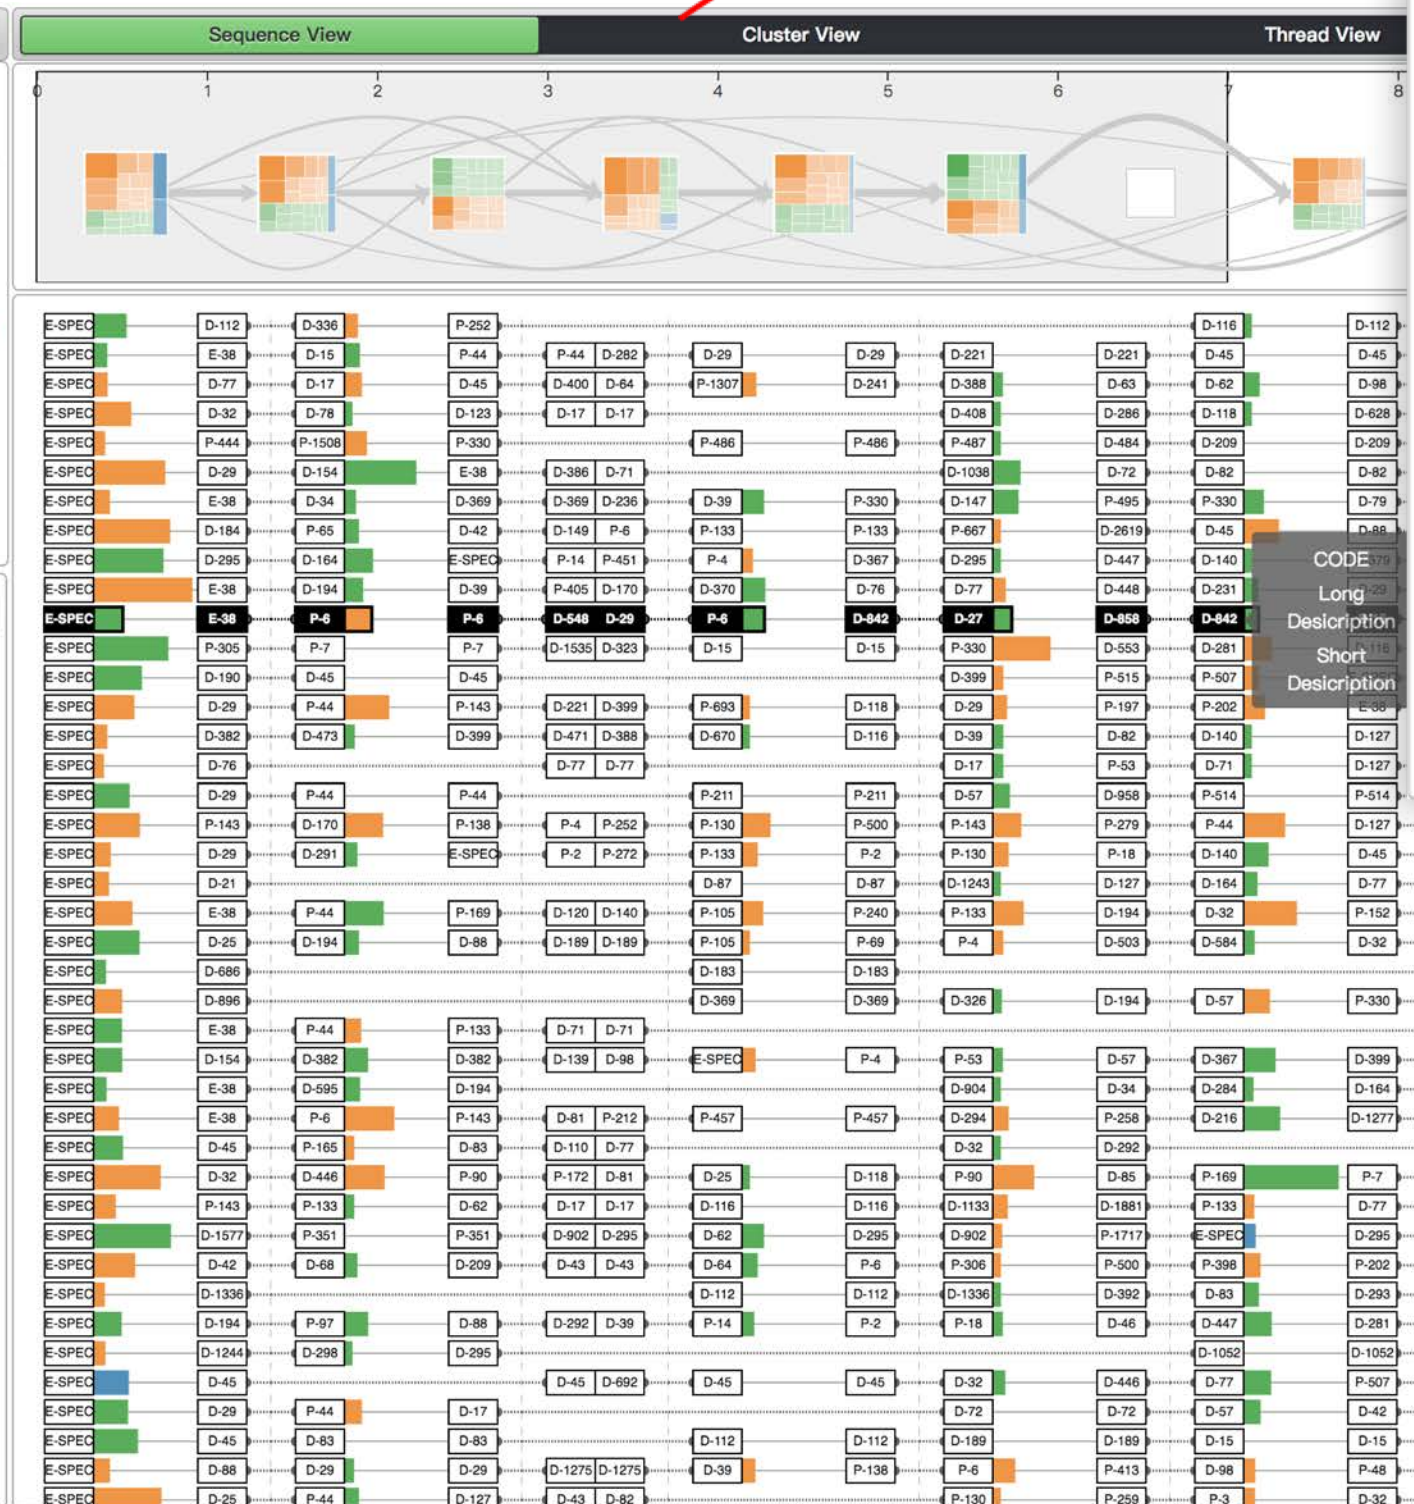 Sequence View Cluster View Thread View
0 1 2 3 4 5 6 7 8
E-SPEC D-112 D-336 P-252 D-116 D-112
E-SPEC E-38 D-15 P-44 P-44 D-282 D-29 D-29 D-221 D-221 D-45 D-45
E-SPEC D-77 D-17 D-45 D-400 D-64 P-1307 D-241 D-388 D-63 D-62 D-98
E-SPEC D-32 D-78 D-123 D-17 D-17 D-408 D-286 D-118 D-628
E-SPEC P-444 P-1508 P-330 P-486 P-486 P-487 D-484 D-209 D-209
E-SPEC D-29 D-154 E-38 D-386 D-71 D-1038 D-72 D-82 D-82
E-SPEC E-38 D-34 D-369 D-369 D-236 D-39 P-330 D-147 P-495 P-330 D-79
E-SPEC D-184 P-65 D-42 D-149 P-6 P-133 P-133 P-667 D-2619 D-45 D-88
E-SPEC D-295 D-164 E-SPEC P-14 P-451 P-4 D-367 D-295 D-447 D-140 CODE
E-SPEC E-38 D-194 D-39 P-405 D-170 D-370 D-76 D-77 D-448 D-231 Long
E-SPEC E-38 P-6 P-6 D-548 D-29 P-6 D-842 D-27 D-858 D-842 Desicription
E-SPEC P-305 P-7 P-7 D-1535 D-323 D-15 D-15 P-330 D-553 D-281 Short
E-SPEC D-190 D-45 D-45 D-399 P-515 P-507 Desicription
E-SPEC D-29 P-44 P-143 D-221 D-399 P-693 D-118 D-29 P-197 P-202 E-38
E-SPEC D-382 D-473 D-399 D-471 D-388 D-670 D-116 D-39 D-82 D-140 D-127
E-SPEC D-76 D-77 D-77 D-17 P-53 D-71 D-127
E-SPEC D-29 P-44 P-44 P-211 P-211 D-57 D-958 P-514 P-514
E-SPEC P-143 D-170 P-138 P-4 P-252 P-130 P-500 P-143 P-279 P-44 D-127
E-SPEC D-29 D-291 E-SPEC P-2 P-272 P-133 P-2 P-130 P-18 D-140 D-45
E-SPEC D-21 D-87 D-87 D-1243 D-127 D-164 D-77
E-SPEC E-38 P-44 P-169 D-120 D-140 P-105 P-240 P-133 D-194 D-32 P-152
E-SPEC D-25 D-194 D-88 D-189 D-189 P-105 P-69 P-4 D-503 D-584 D-32
E-SPEC D-686 D-183 D-183
E-SPEC D-896 D-369 D-369 D-326 D-194 D-57 P-330
E-SPEC E-38 P-44 P-133 D-71 D-71
E-SPEC D-154 D-382 D-382 D-139 D-98 E-SPEC P-4 P-53 D-57 D-367 D-399
E-SPEC E-38 D-595 D-194 D-904 D-34 D-284 D-164
E-SPEC E-38 P-6 P-143 D-81 P-212 P-457 P-457 D-294 P-258 D-216 D-1277
E-SPEC D-45 P-165 D-83 D-110 D-77 D-32 D-292
E-SPEC D-32 D-446 P-90 P-172 D-81 D-25 D-118 P-90 D-85 P-169 P-7
E-SPEC P-143 P-133 D-62 D-17 D-17 D-116 D-116 D-1133 D-1881 P-133 D-77
E-SPEC D-1577 P-351 P-351 D-902 D-295 D-62 D-295 D-902 P-1717 E-SPEC D-295
E-SPEC D-42 D-68 D-209 D-43 D-43 D-64 P-6 P-306 P-500 P-398 P-202
E-SPEC D-1336 D-112 D-112 D-1336 D-392 D-83 D-293
E-SPEC D-194 P-97 D-88 D-292 D-39 P-14 P-2 P-18 D-46 D-447 D-281
E-SPEC D-1244 D-298 D-295 D-1052 D-1052
E-SPEC D-45 D-45 D-692 D-45 D-45 D-32 D-446 D-77 P-507
E-SPEC D-29 P-44 D-17 D-72 D-72 D-57 D-42
E-SPEC D-45 D-83 D-83 D-112 D-112 D-189 D-189 D-15 D-15
E-SPEC D-88 D-29 D-29 D-1275 D-1275 D-39 P-138 P-6 P-413 D-98 P-48
E-SPEC D-25 P-44 D-127 D-43 D-82 P-130 P-259 P-3 D-32